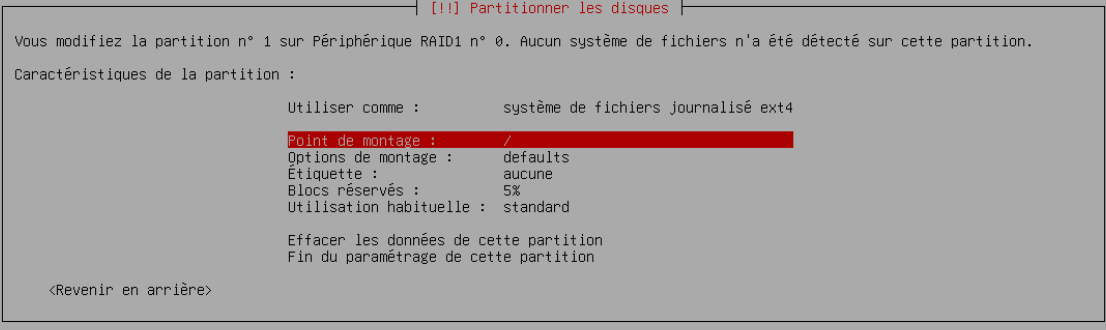 [!!] Partitionner les disques
Vous modifiez la partition n° 1 sur Périphérique RAID1 n° 0. Aucun système de fichiers n'a été détecté sur cette partition.
Caractéristiques de la partition :
Utiliser comme : système de fichiers journalisé ext4
Point de montage : /
Options de montage : defaults
Étiquette : aucune
Blocs réservés : 5%
Utilisation habituelle : standard
Effacer les données de cette partition
Fin du paramétrage de cette partition
<Revenir en arrière>